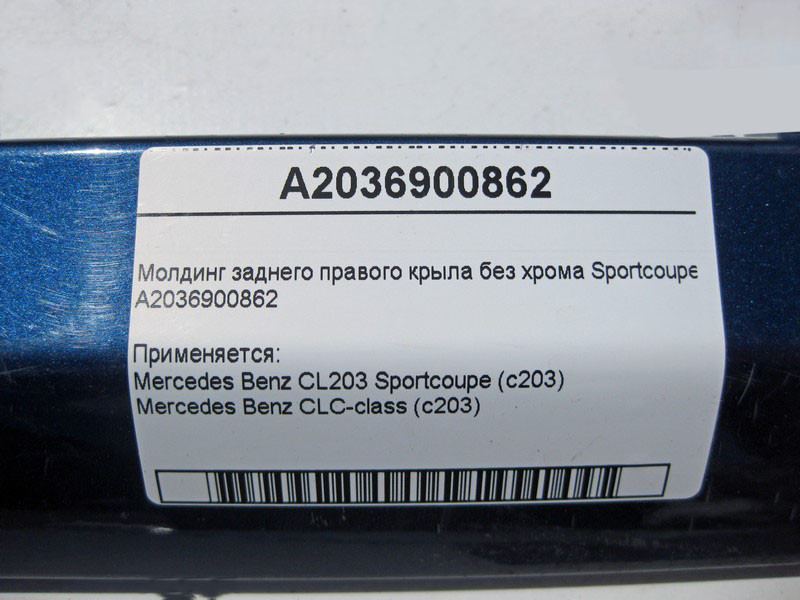 A2036900862
Молдинг заднего правого крыла без хрома Sportcoupe
A2036900862
Применяется:
Mercedes Benz CL203 Sportcoupe (c203)
Mercedes Benz CLC-class (c203)